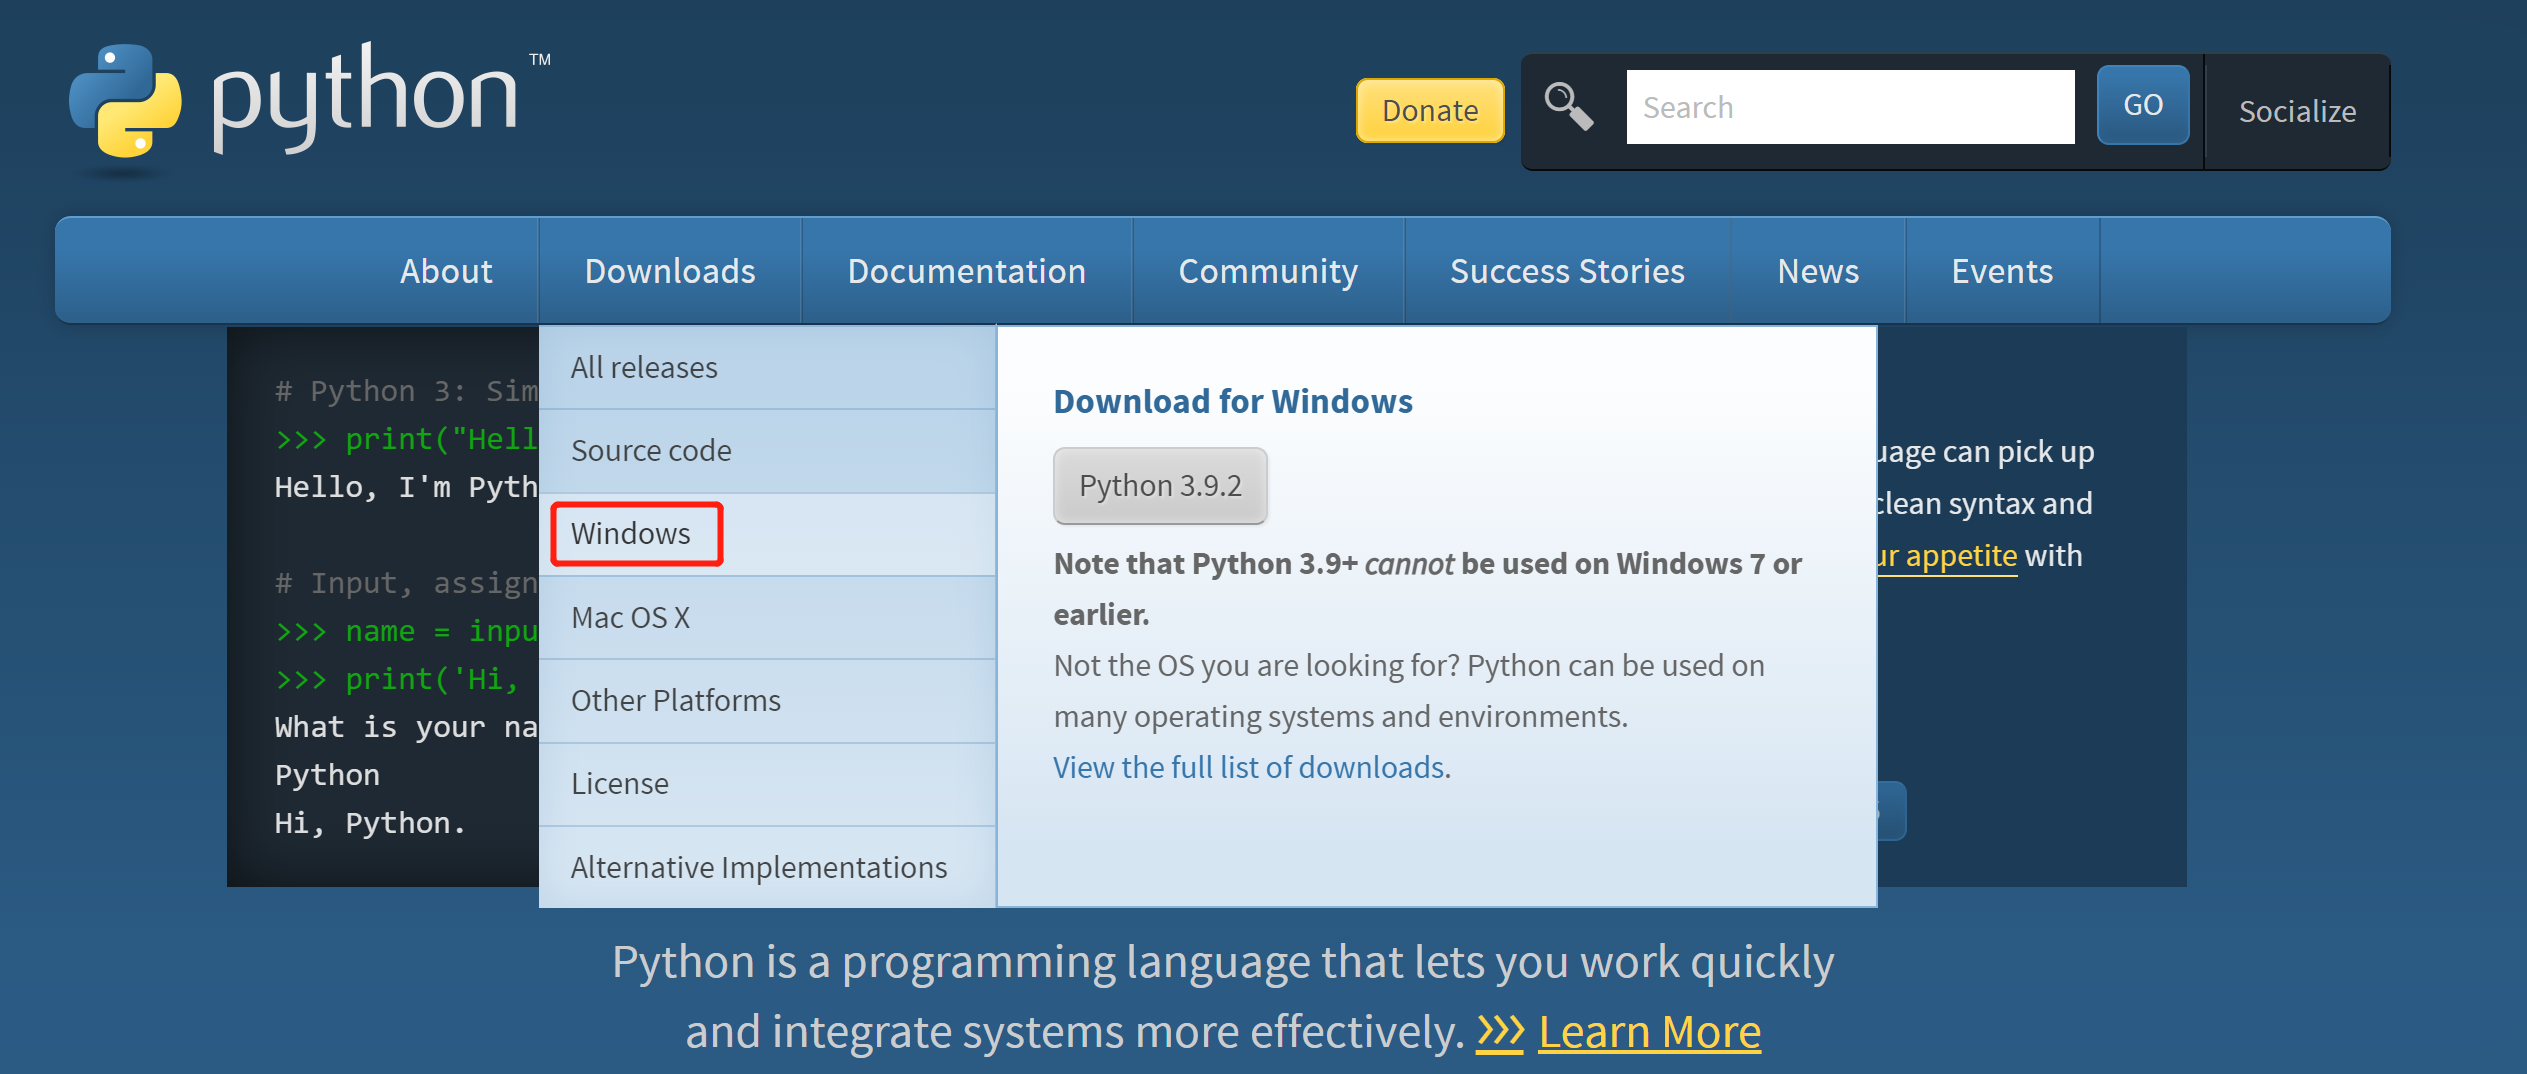 python™
Donate
Search
GO
Socialize
About
Downloads
Documentation
Community
Success Stories
News
Events
# Python 3: Sim
>>> print("Hell
Hello, I'm Pyth
# Input, assign
>>> name = inpu
>>> print('Hi,
What is your na
Python
Hi, Python.
All releases
Source code
Windows
Mac OS X
Other Platforms
License
Alternative Implementations
Download for Windows
Python 3.9.2
Note that Python 3.9+ cannot be used on Windows 7 or
earlier.
Not the OS you are looking for? Python can be used on
many operating systems and environments.
View the full list of downloads.
uage can pick up
clean syntax and
ur appetite with
Python is a programming language that lets you work quickly
and integrate systems more effectively. >>> Learn More